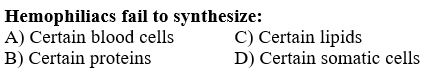 Hemophiliacs fail to synthesize:
A) Certain blood cells C) Certain lipids
B) Certain proteins D) Certain somatic cells